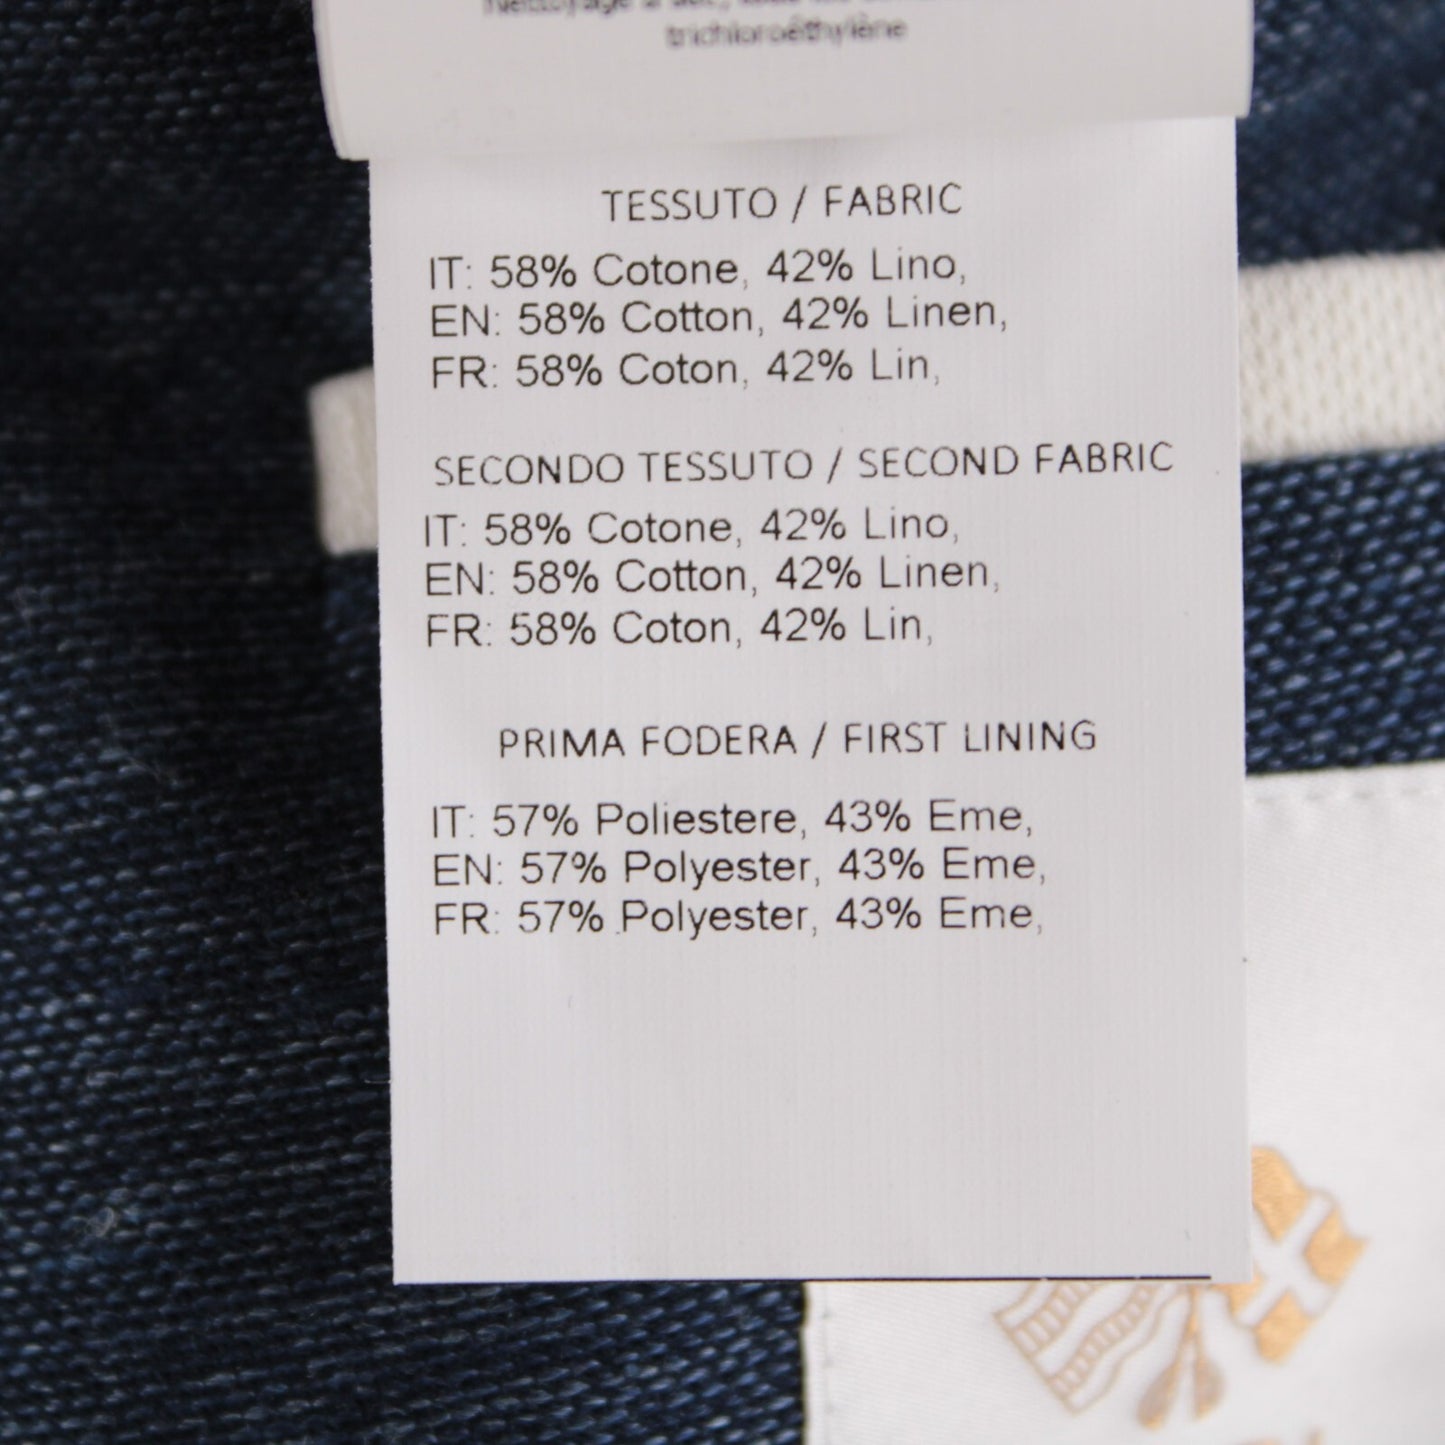 Nettoyage à sec,
trichloroéthylène
TESSUTO / FABRIC
IT: 58% Cotone, 42% Lino,
EN: 58% Cotton, 42% Linen,
FR: 58% Coton, 42% Lin,
SECONDO TESSUTO / SECOND FABRIC
IT: 58% Cotone, 42% Lino,
EN: 58% Cotton, 42% Linen,
FR: 58% Coton, 42% Lin,
PRIMA FODERA / FIRST LINING
IT: 57% Poliestere, 43% Eme,
EN: 57% Polyester, 43% Eme,
FR: 57% Polyester, 43% Eme,